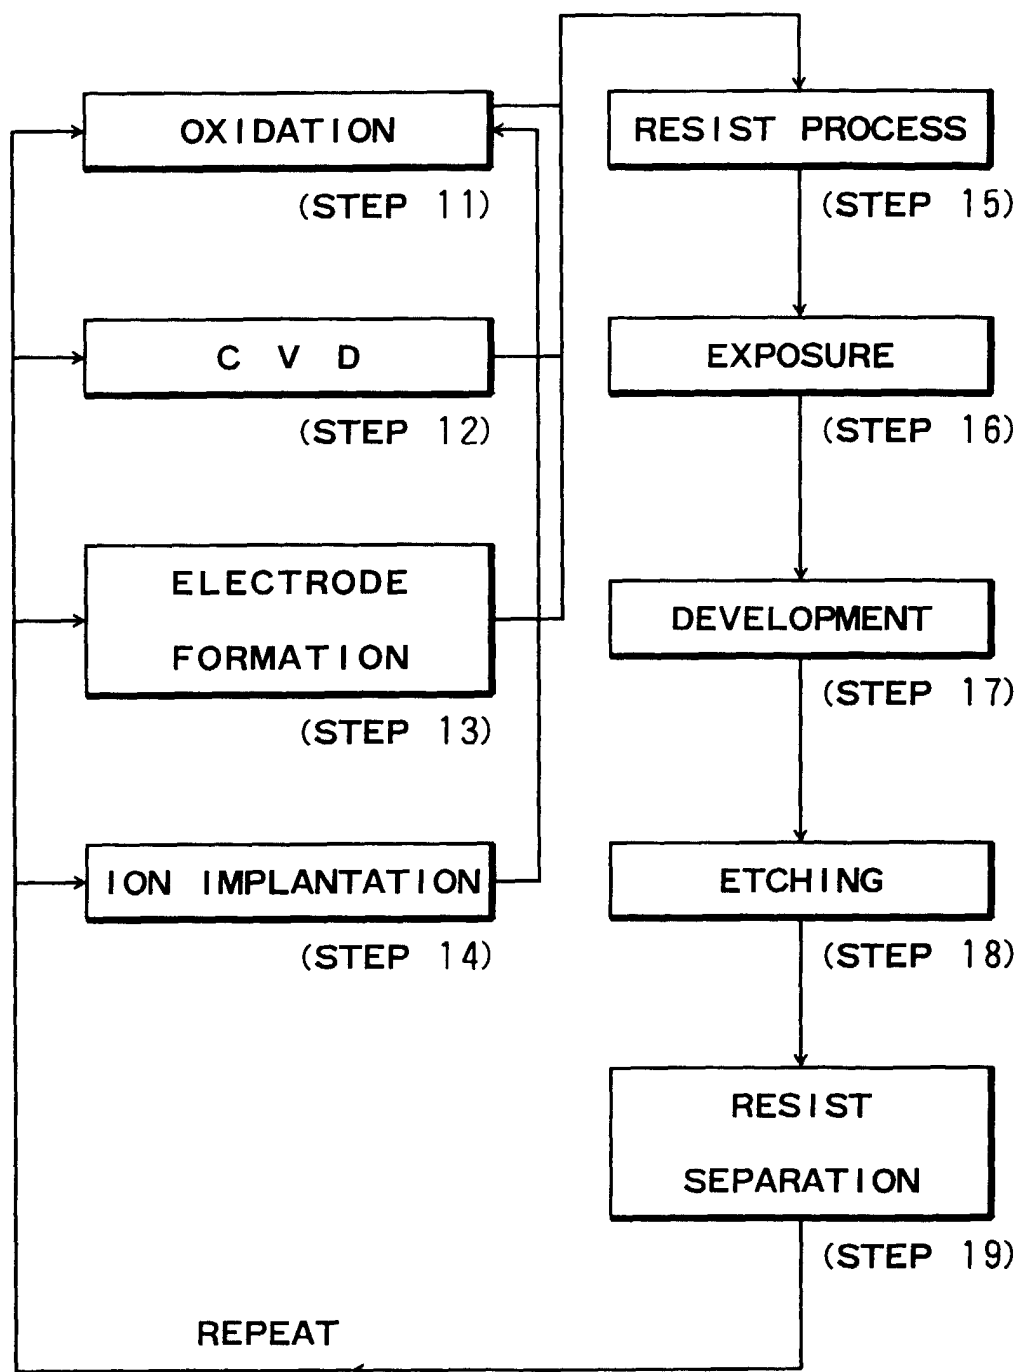 OXIDATION
(STEP 11)
C V D
(STEP 12)
ELECTRODE
FORMATION
(STEP 13)
ION IMPLANTATION
(STEP 14)
RESIST PROCESS
(STEP 15)
EXPOSURE
(STEP 16)
DEVELOPMENT
(STEP 17)
ETCHING
(STEP 18)
RESIST
SEPARATION
(STEP 19)
REPEAT